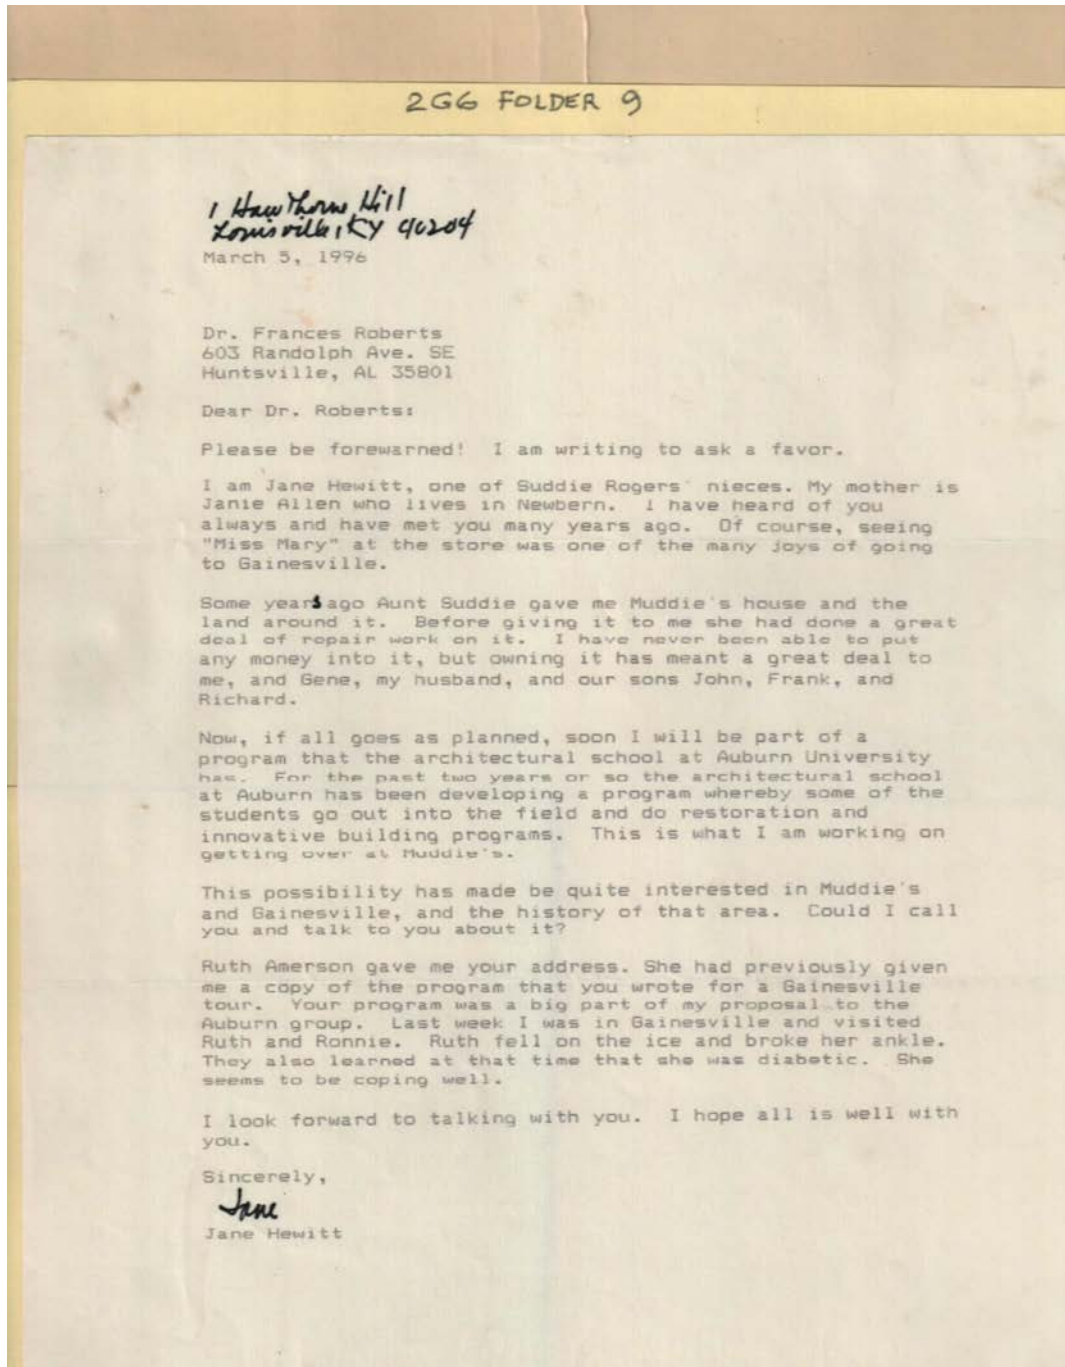 2G6 FOLDER 9
1 Hawthorne Hill
Louisville, KY 40204
March 5, 1996
Dr. Frances Roberts
603 Randolph Ave. SE
Huntsville, AL 35801
Dear Dr. Roberts:
Please be forewarned!  I am writing to ask a favor.
I am Jane Hewitt, one of Suddie Rogers' nieces. My mother is
Janie Allen who lives in Newbern.  I have heard of you
always and have met you many years ago.  Of course, seeing
"Miss Mary" at the store was one of the many joys of going
to Gainesville.
Some years ago Aunt Suddie gave me Muddie's house and the
land around it.  Before giving it to me she had done a great
deal of repair work on it.  I have never been able to put
any money into it, but owning it has meant a great deal to
me, and Gene, my husband, and our sons John, Frank, and
Richard.
Now, if all goes as planned, soon I will be part of a
program that the architectural school at Auburn University
has.  For the past two years or so the architectural school
at Auburn has been developing a program whereby some of the
students go out into the field and do restoration and
innovative building programs.  This is what I am working on
getting over at Muddie's.
This possibility has made be quite interested in Muddie's
and Gainesville, and the history of that area.  Could I call
you and talk to you about it?
Ruth Amerson gave me your address. She had previously given
me a copy of the program that you wrote for a Gainesville
tour.  Your program was a big part of my proposal to the
Auburn group.  Last week I was in Gainesville and visited
Ruth and Ronnie.  Ruth fell on the ice and broke her ankle.
They also learned at that time that she was diabetic.  She
seems to be coping well.
I look forward to talking with you.  I hope all is well with
you.
Sincerely,
Jane
Jane Hewitt